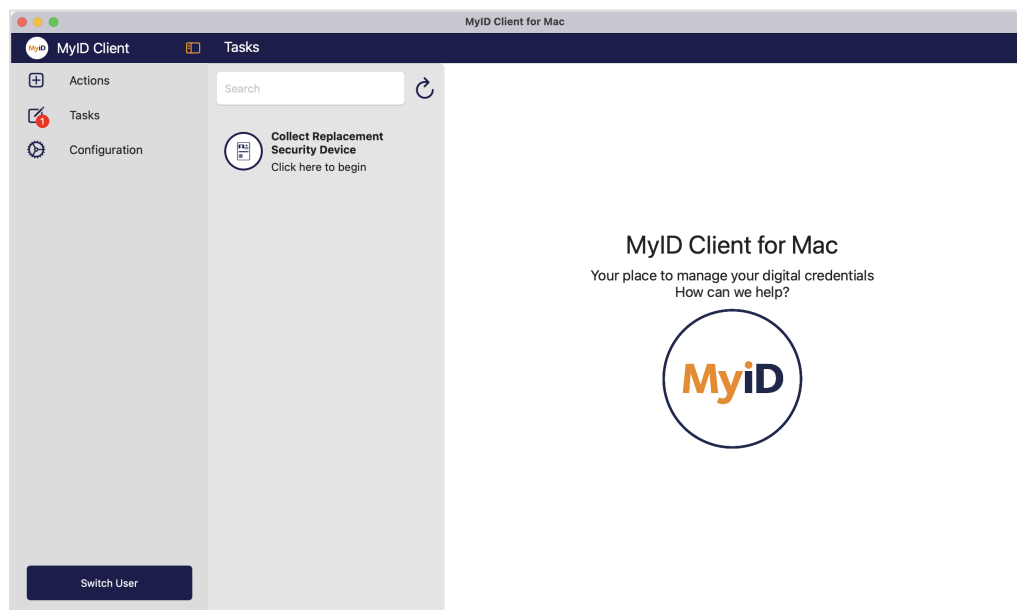 MyID Client for Mac
MyiD MyID Client
Tasks
Actions
Tasks
1
Configuration
Search
Collect Replacement
Security Device
Click here to begin
MyID Client for Mac
Your place to manage your digital credentials
How can we help?
MyiD
Switch User